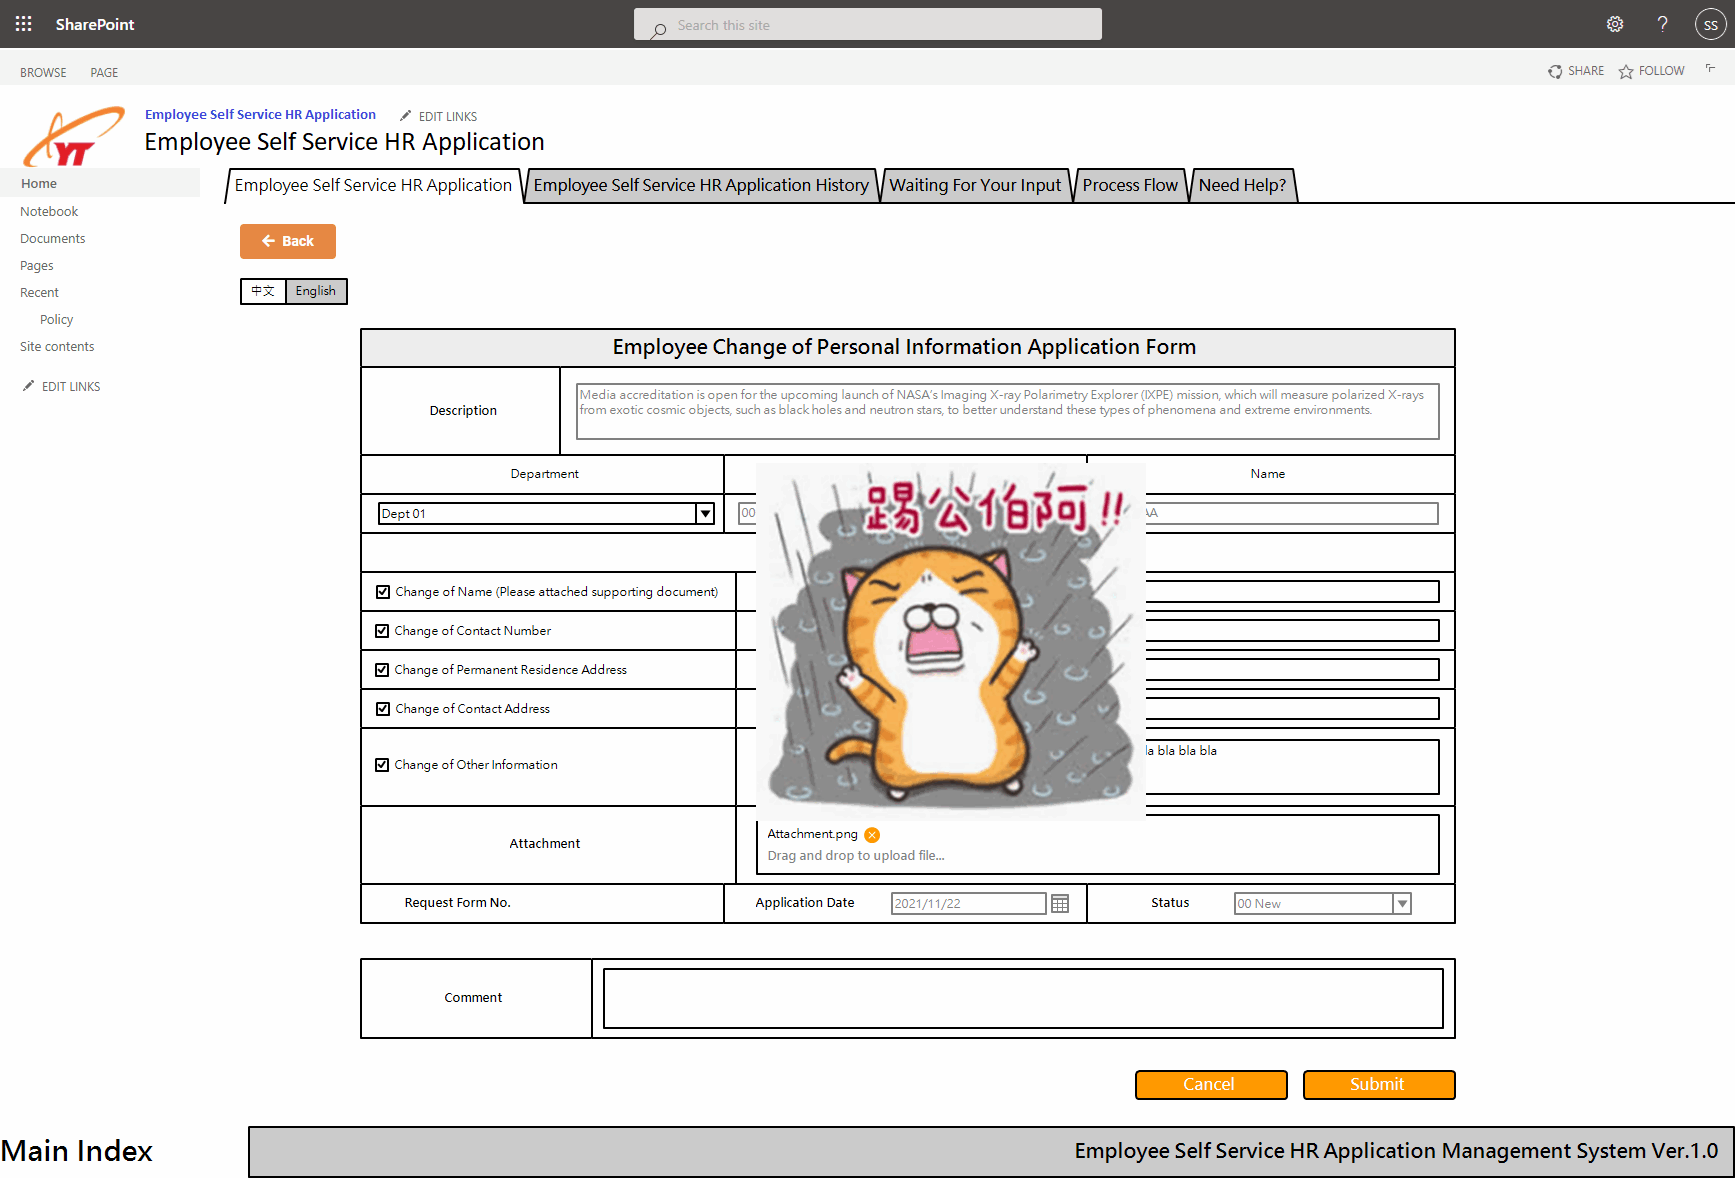 SharePoint
Search this site
?
SS
BROWSE
PAGE
SHARE
FOLLOW
YT
Employee Self Service HR Application
EDIT LINKS
Employee Self Service HR Application
Home
Notebook
Documents
Pages
Recent
Policy
Site contents
EDIT LINKS
Employee Self Service HR Application
Employee Self Service HR Application History
Waiting For Your Input
Process Flow
Need Help?
Back
中文
English
Employee Change of Personal Information Application Form
Description
Media accreditation is open for the upcoming launch of NASA's Imaging X-ray Polarimetry Explorer (IXPE) mission, which will measure polarized X-rays
from exotic cosmic objects, such as black holes and neutron stars, to better understand these types of phenomena and extreme environments.
Department
Name
Dept 01
00
踢公伯阿!!
Change of Name (Please attached supporting document)
Change of Contact Number
Change of Permanent Residence Address
Change of Contact Address
Change of Other Information
la bla bla bla
Attachment
Attachment.png
Drag and drop to upload file...
Request Form No.
Application Date
2021/11/22
Status
00 New
Comment
Cancel
Submit
Main Index
Employee Self Service HR Application Management System Ver.1.0